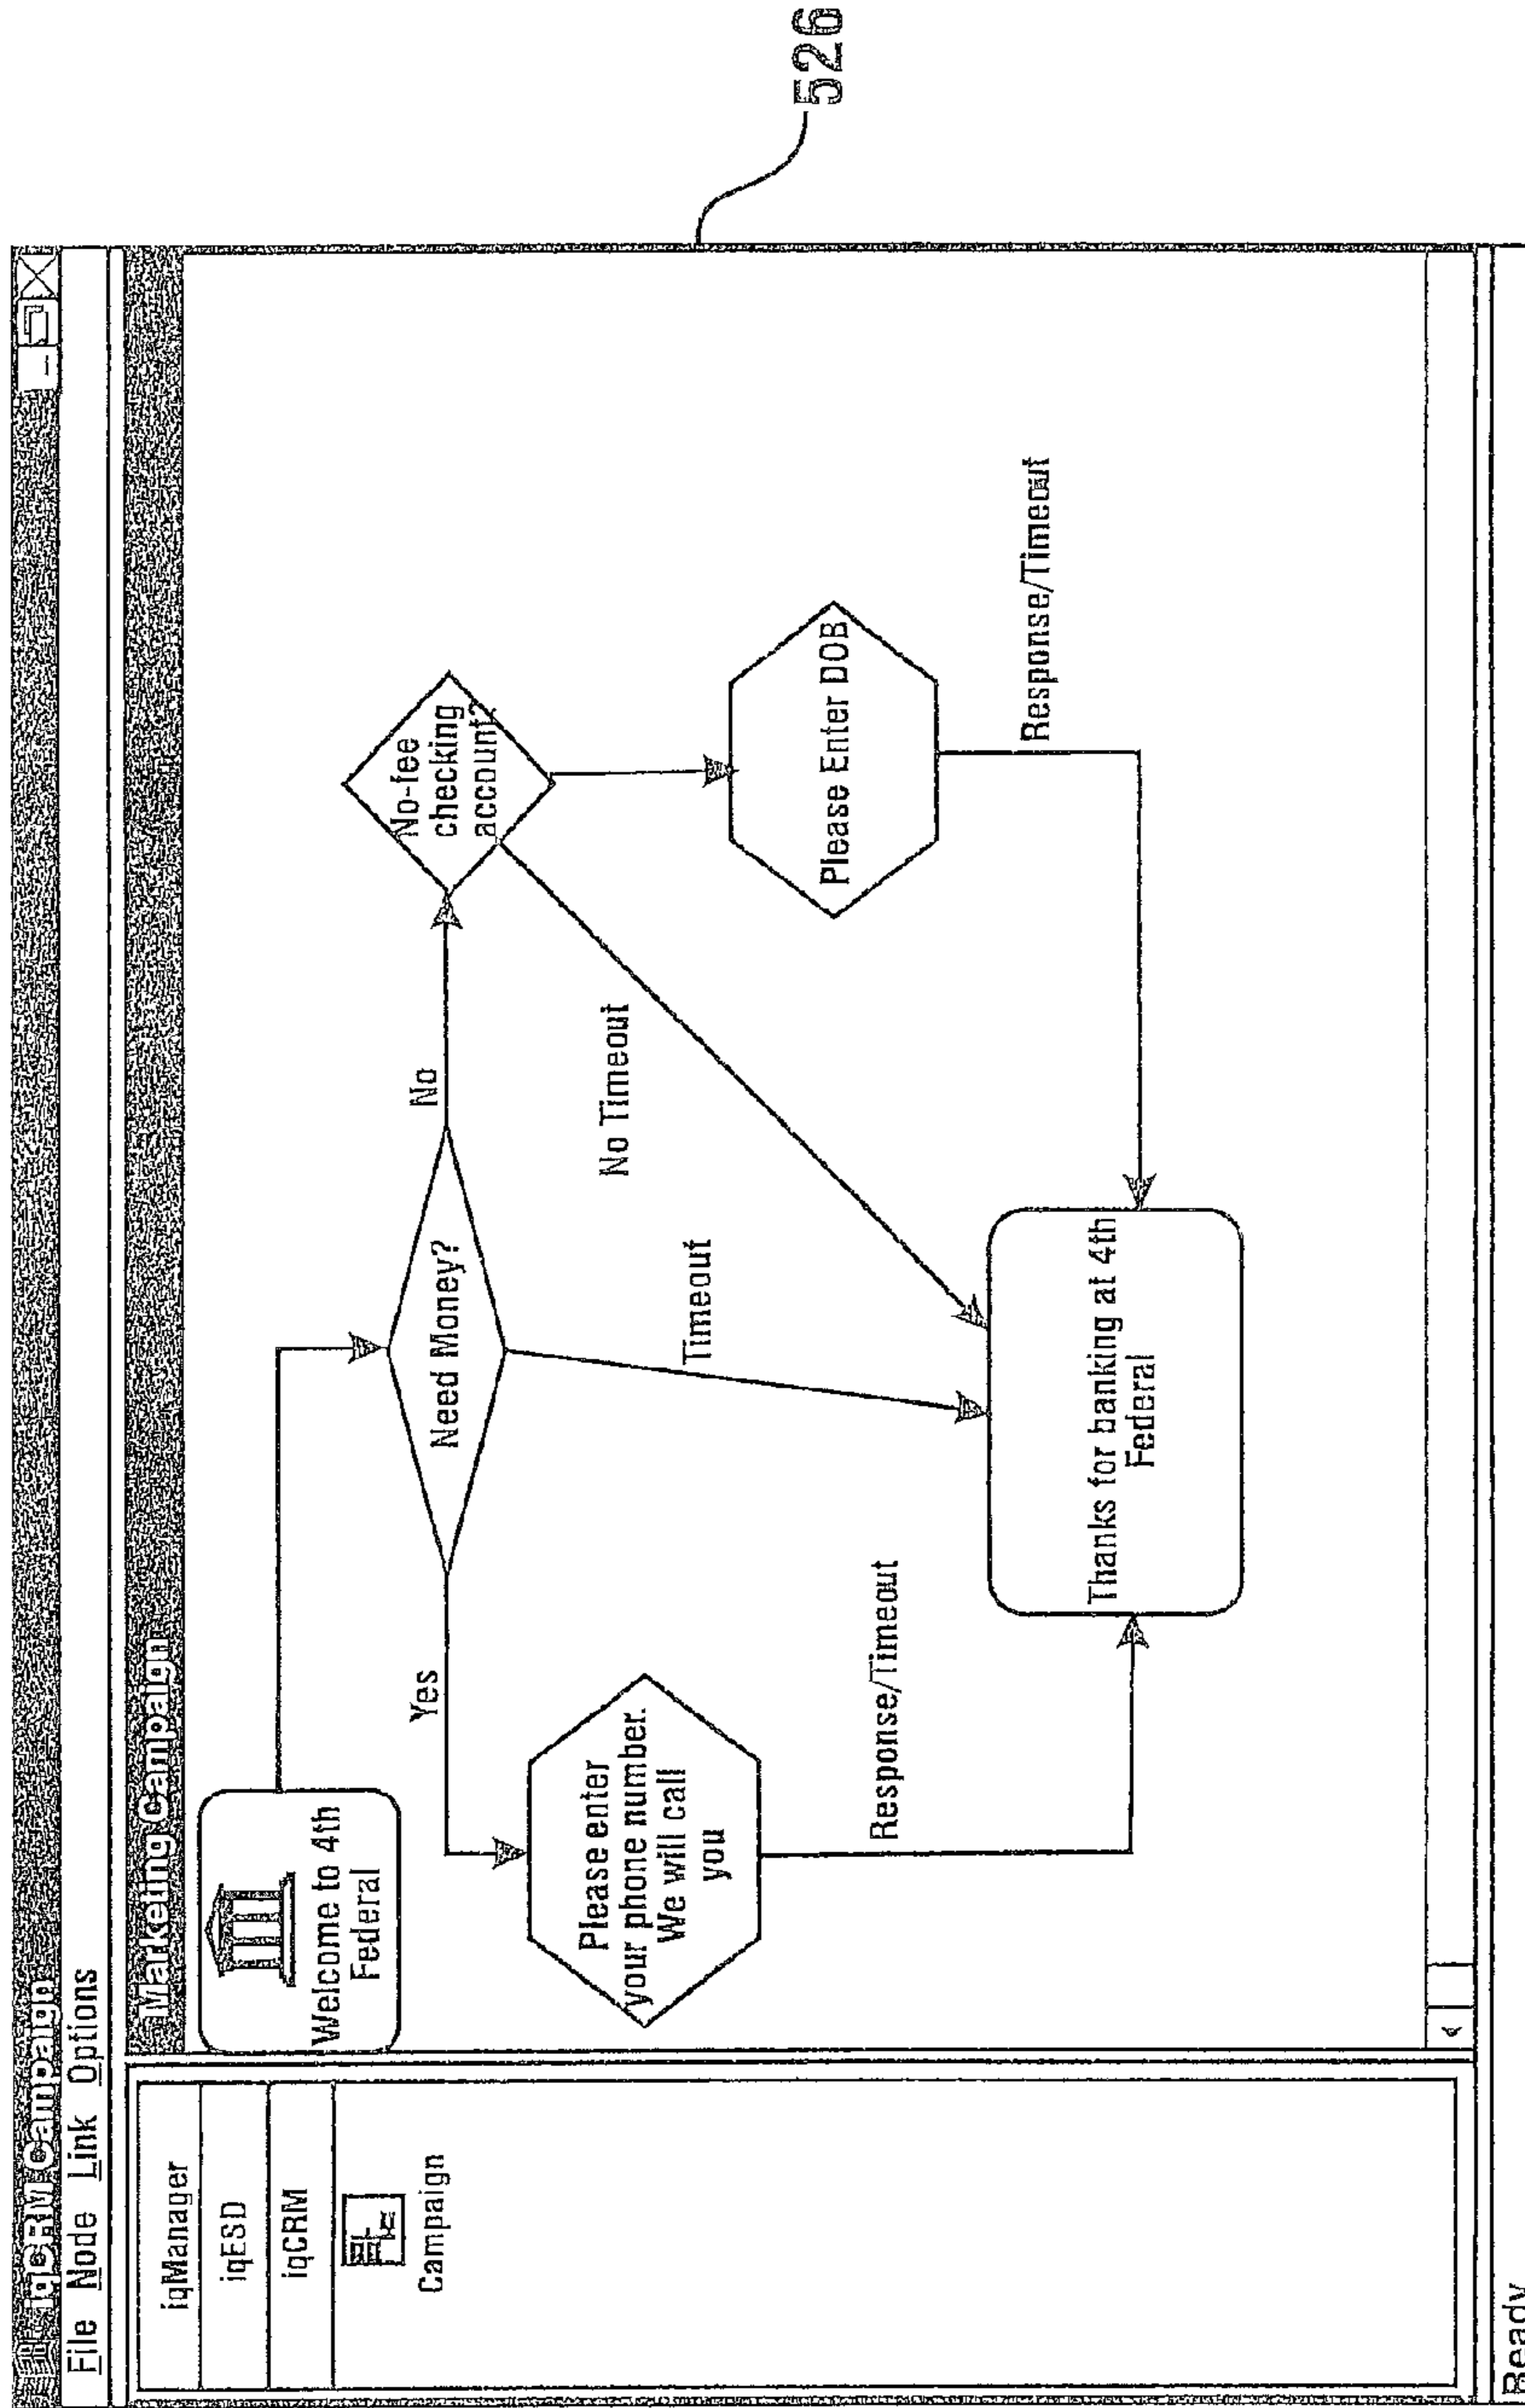 iqCRM Campaign
File Node Link Options
iqManager
iqESD
iqCRM
Campaign
Marketing Campaign
Welcome to 4th
Federal
Need Money?
Yes
No
Timeout
No-fee
checking
account?
No Timeout
Please enter
your phone number.
We will call
you
Please Enter DOB
Response/Timeout
Response/Timeout
Thanks for banking at 4th
Federal
Ready
526